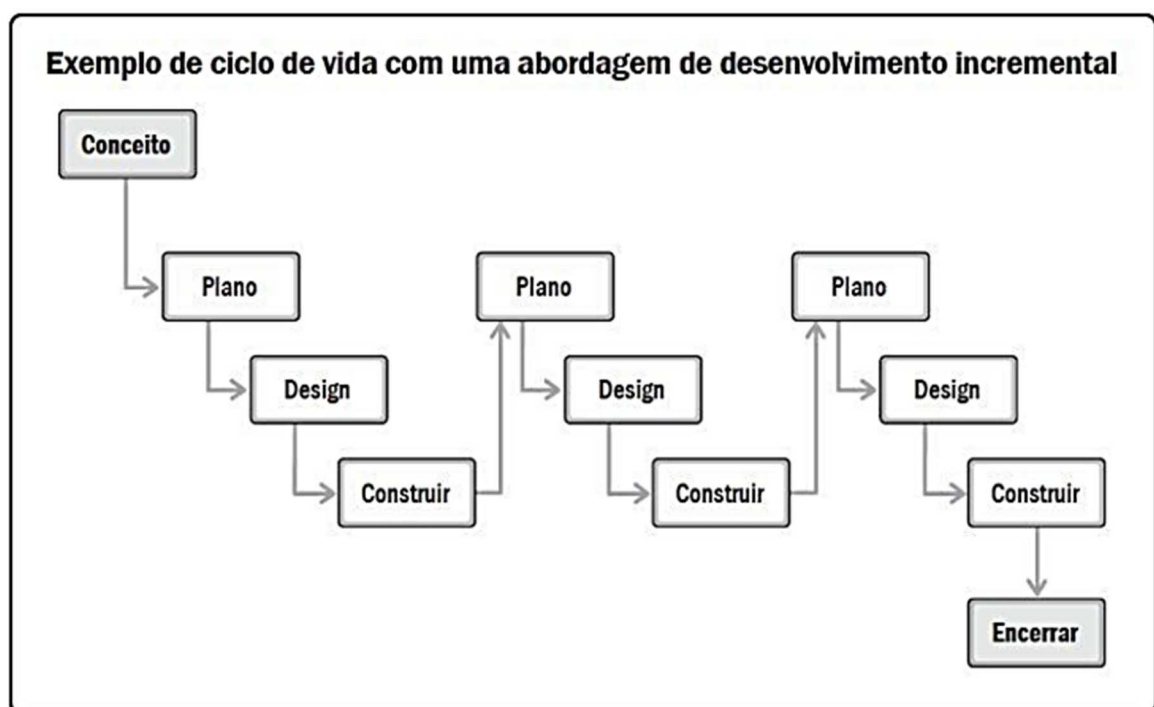 Exemplo de ciclo de vida com uma abordagem de desenvolvimento incremental
Conceito
Plano
Plano
Plano
Design
Design
Design
Construir
Construir
Construir
Encerrar